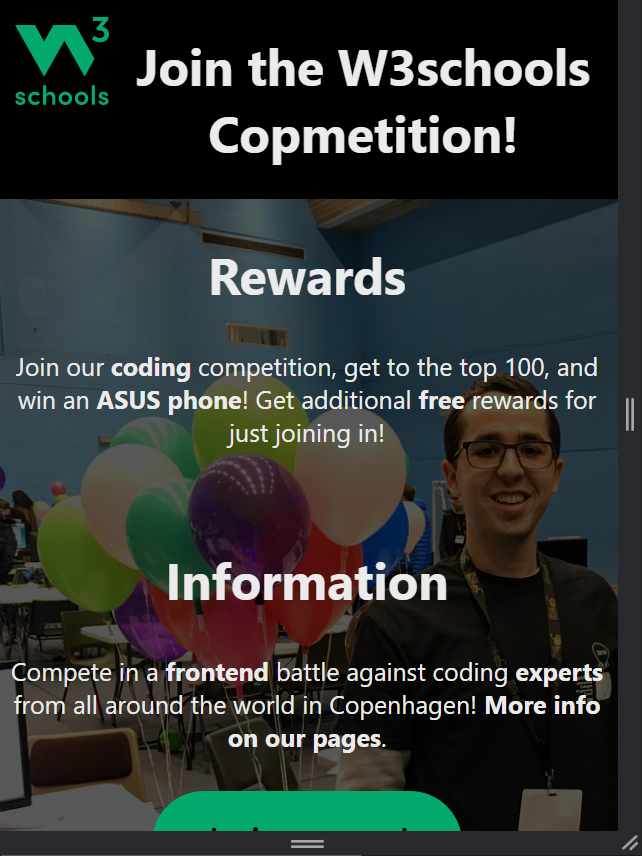 W3
schools
Join the W3schools
Copmetition!
Rewards
Join our coding competition, get to the top 100, and
win an ASUS phone! Get additional free rewards for
just joining in!
Information
Compete in a frontend battle against coding experts
from all around the world in Copenhagen! More info
on our pages.